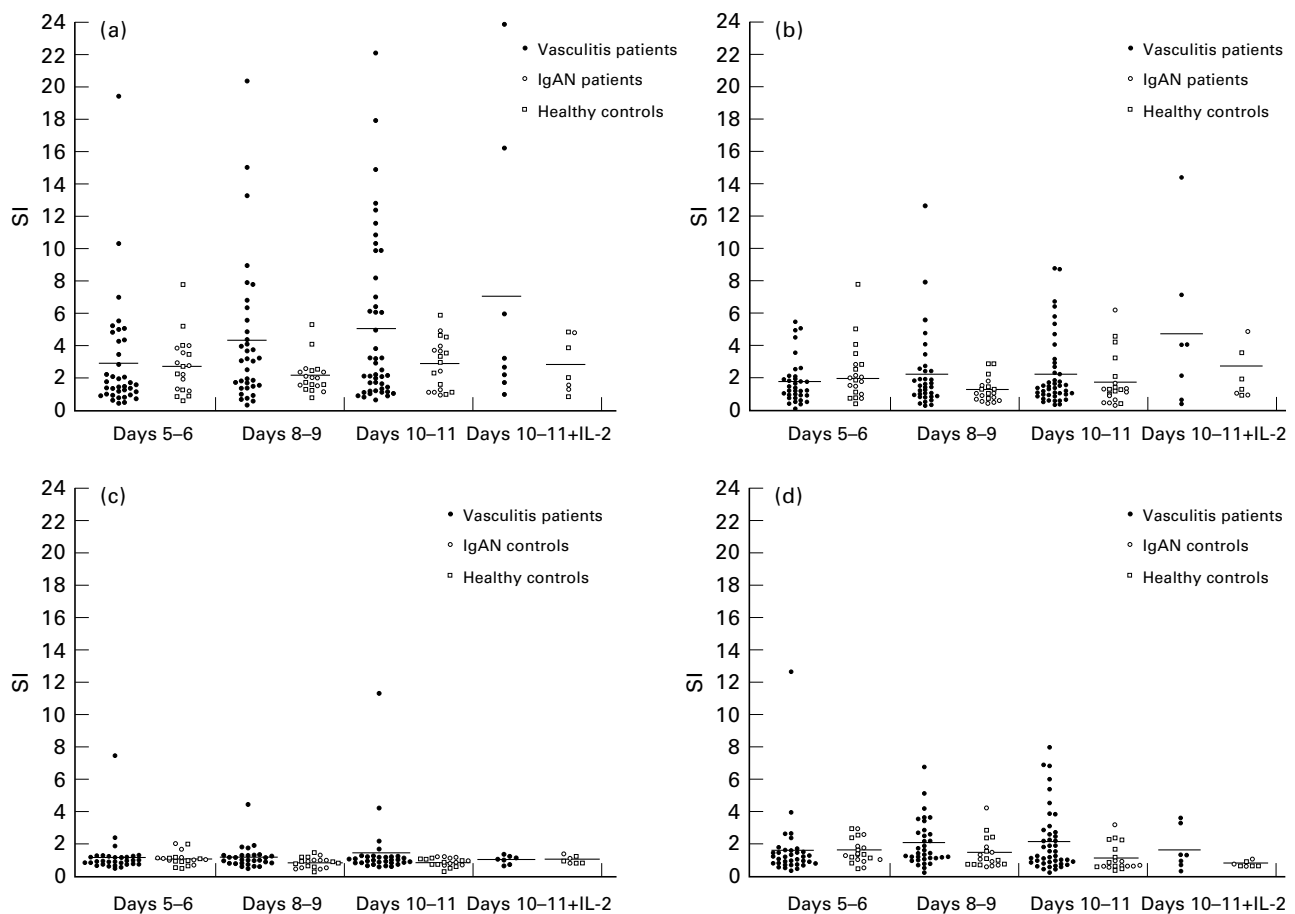 (a)
Vasculitis patients
IgAN patients
Healthy controls
24
22
20
18
16
14
12
10
8
6
4
2
0
SI
Days 5–6 Days 8–9 Days 10–11 Days 10–11+IL-2
(b)
Vasculitis patients
IgAN patients
Healthy controls
24
22
20
18
16
14
12
10
8
6
4
2
0
SI
Days 5–6 Days 8–9 Days 10–11 Days 10–11+IL-2
(c)
Vasculitis patients
IgAN controls
Healthy controls
24
22
20
18
16
14
12
10
8
6
4
2
0
SI
Days 5–6 Days 8–9 Days 10–11 Days 10–11+IL-2
(d)
Vasculitis patients
IgAN controls
Healthy controls
24
22
20
18
16
14
12
10
8
6
4
2
0
SI
Days 5–6 Days 8–9 Days 10–11 Days 10–11+IL-2